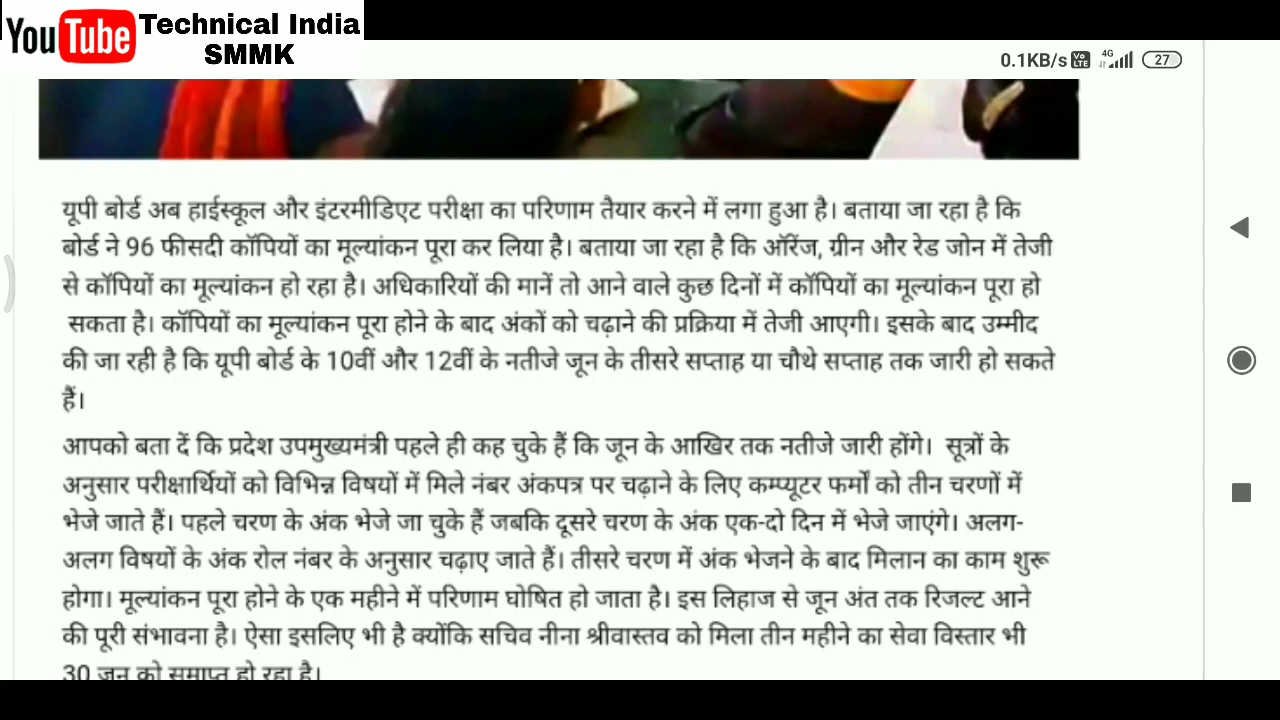 YouTube Technical India
SMMK
0.1KB/s Vo LTE 4G 27
यूपी बोर्ड अब हाईस्कूल और इंटरमीडिएट परीक्षा का परिणाम तैयार करने में लगा हुआ है। बताया जा रहा है कि
बोर्ड ने 96 फीसदी कॉपियों का मूल्यांकन पूरा कर लिया है। बताया जा रहा है कि ऑरेंज, ग्रीन और रेड जोन में तेजी
से कॉपियों का मूल्यांकन हो रहा है। अधिकारियों की मानें तो आने वाले कुछ दिनों में कॉपियों का मूल्यांकन पूरा हो
सकता है। कॉपियों का मूल्यांकन पूरा होने के बाद अंकों को चढ़ाने की प्रक्रिया में तेजी आएगी। इसके बाद उम्मीद
की जा रही है कि यूपी बोर्ड के 10वीं और 12वीं के नतीजे जून के तीसरे सप्ताह या चौथे सप्ताह तक जारी हो सकते
हैं।
आपको बता दें कि प्रदेश उपमुख्यमंत्री पहले ही कह चुके हैं कि जून के आखिर तक नतीजे जारी होंगे। सूत्रों के
अनुसार परीक्षार्थियों को विभिन्न विषयों में मिले नंबर अंकपत्र पर चढ़ाने के लिए कम्प्यूटर फर्मों को तीन चरणों में
भेजे जाते हैं। पहले चरण के अंक भेजे जा चुके हैं जबकि दूसरे चरण के अंक एक-दो दिन में भेजे जाएंगे। अलग-
अलग विषयों के अंक रोल नंबर के अनुसार चढ़ाए जाते हैं। तीसरे चरण में अंक भेजने के बाद मिलान का काम शुरू
होगा। मूल्यांकन पूरा होने के एक महीने में परिणाम घोषित हो जाता है। इस लिहाज से जून अंत तक रिजल्ट आने
की पूरी संभावना है। ऐसा इसलिए भी है क्योंकि सचिव नीना श्रीवास्तव को मिला तीन महीने का सेवा विस्तार भी
30 जून को समाप्त हो रहा है।